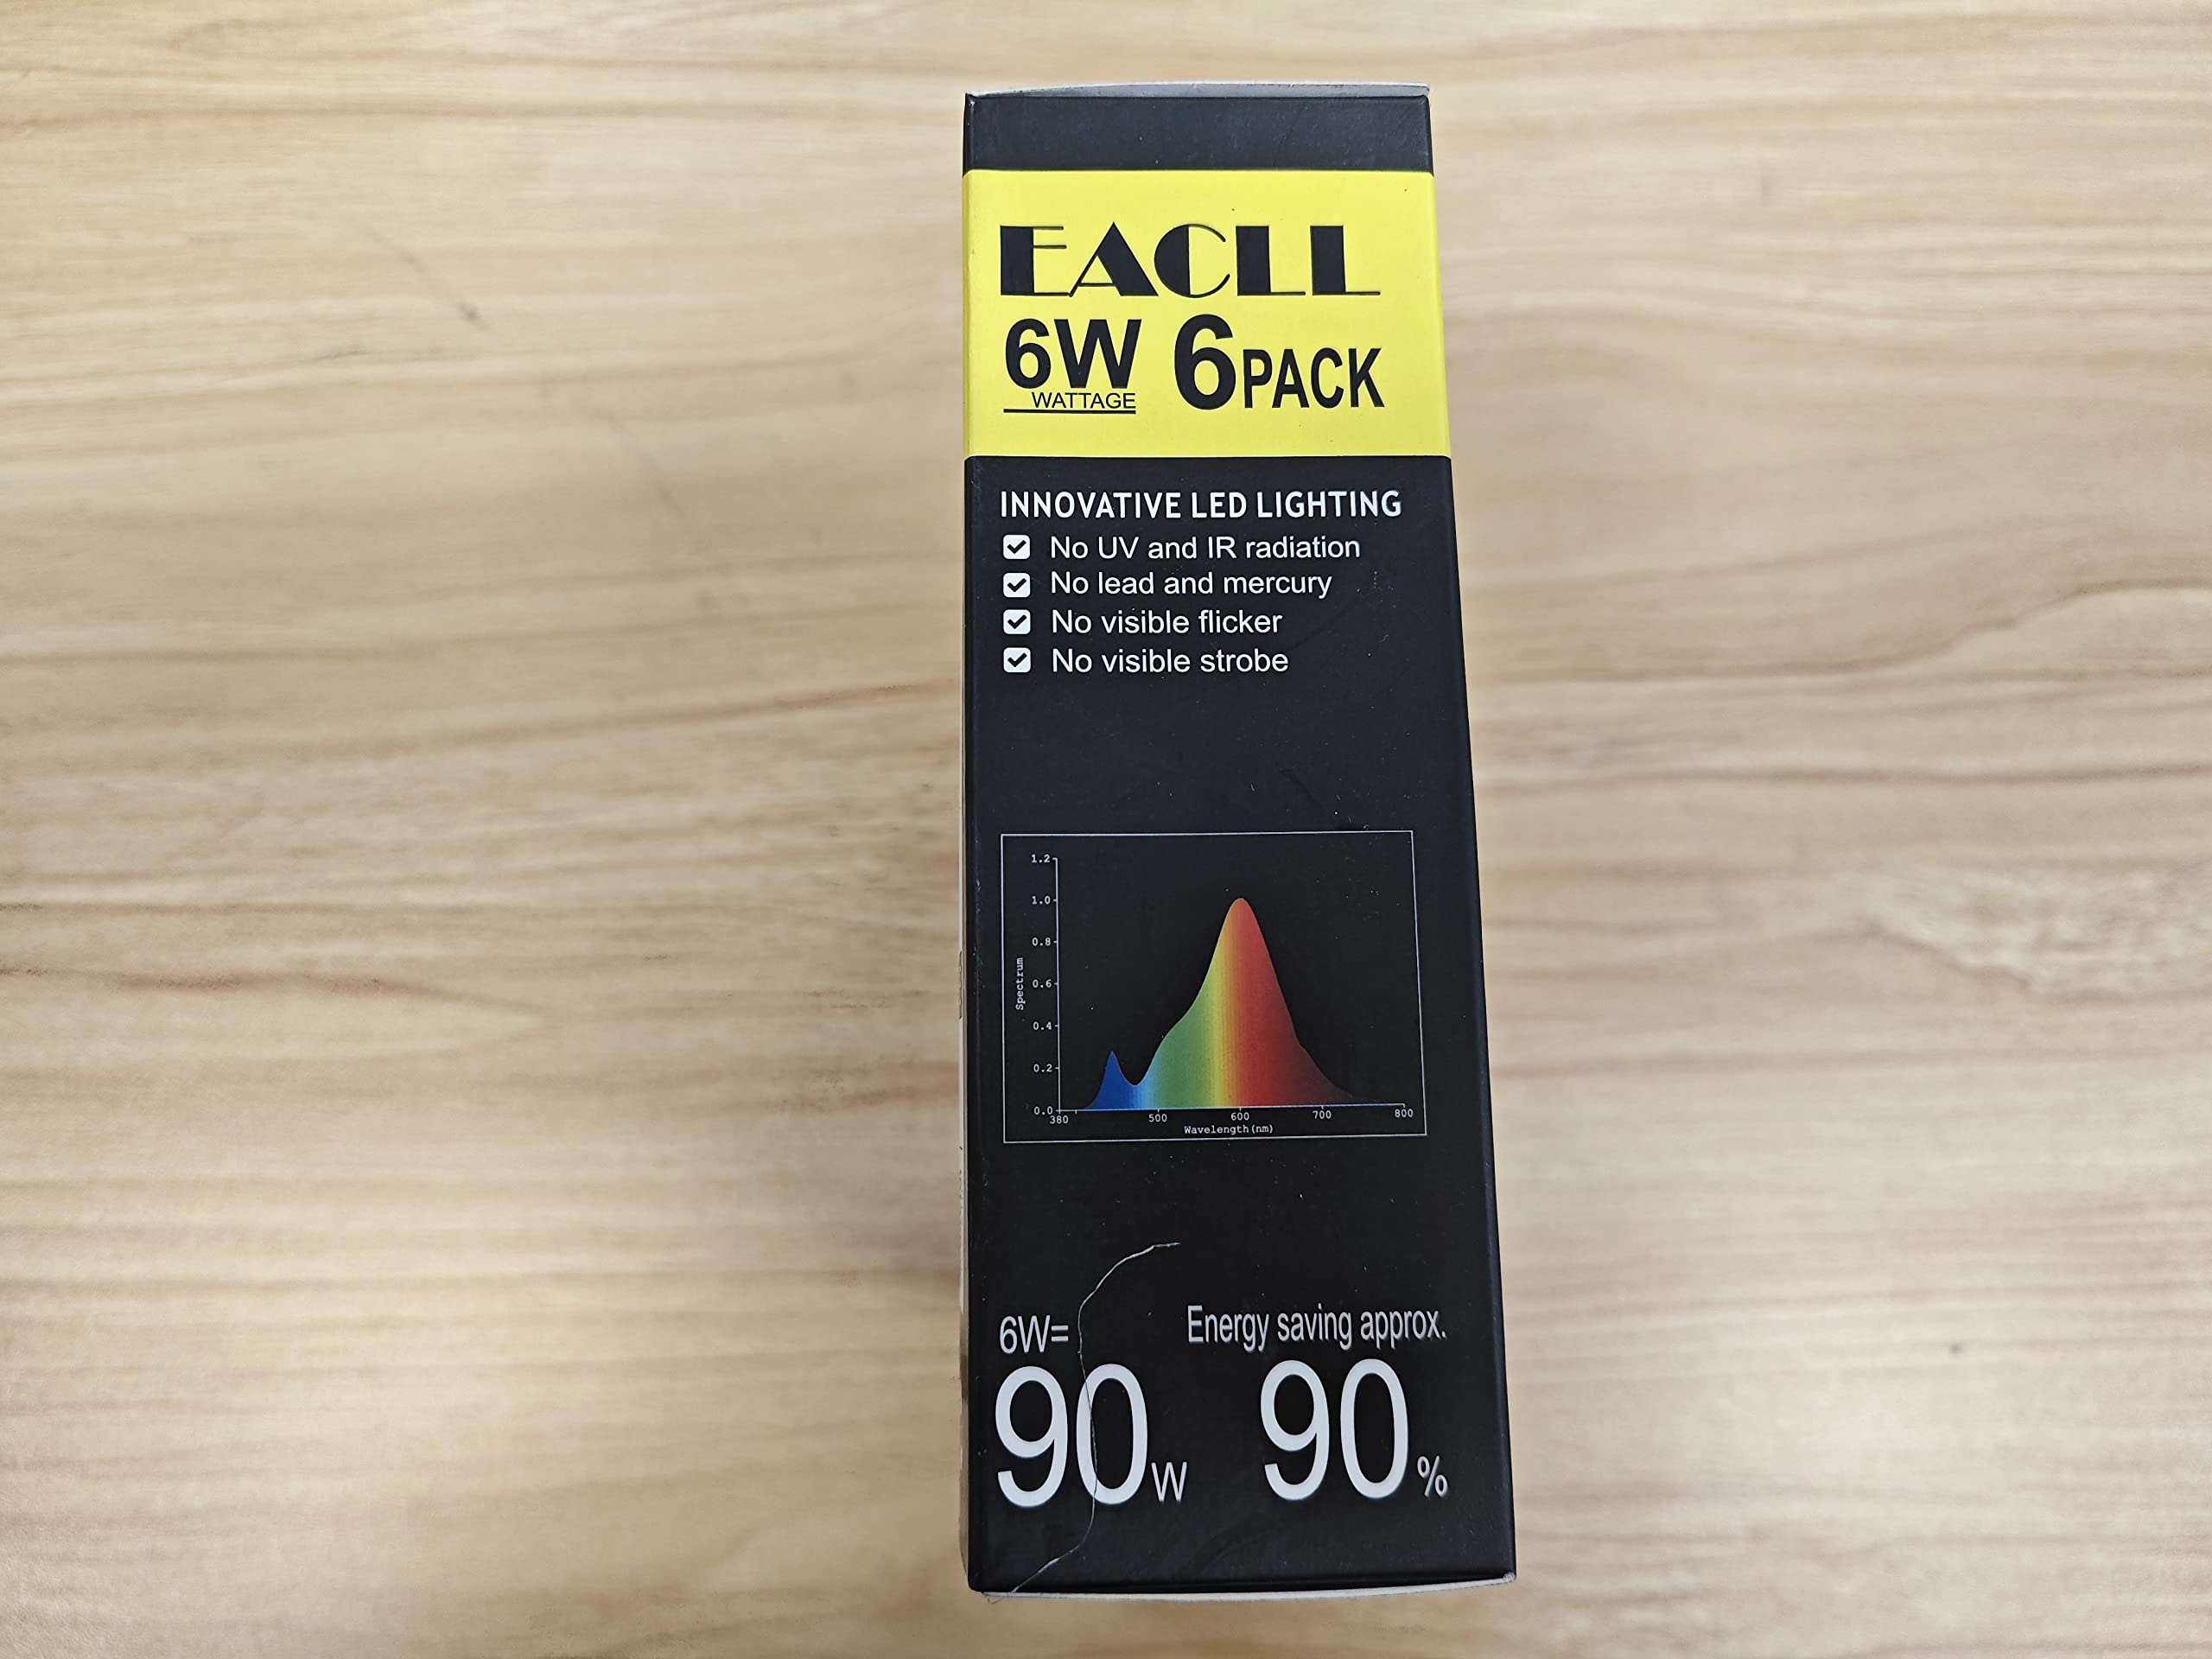 EACLL
6W WATTAGE 6PACK
INNOVATIVE LED LIGHTING
No UV and IR radiation
No lead and mercury
No visible flicker
No visible strobe
1.2
1.0
0.8
0.6
0.4
0.2
0.0
Spectrum
380 500 600 700 800
Wavelength(nm)
6W=
90W
Energy saving approx.
90%